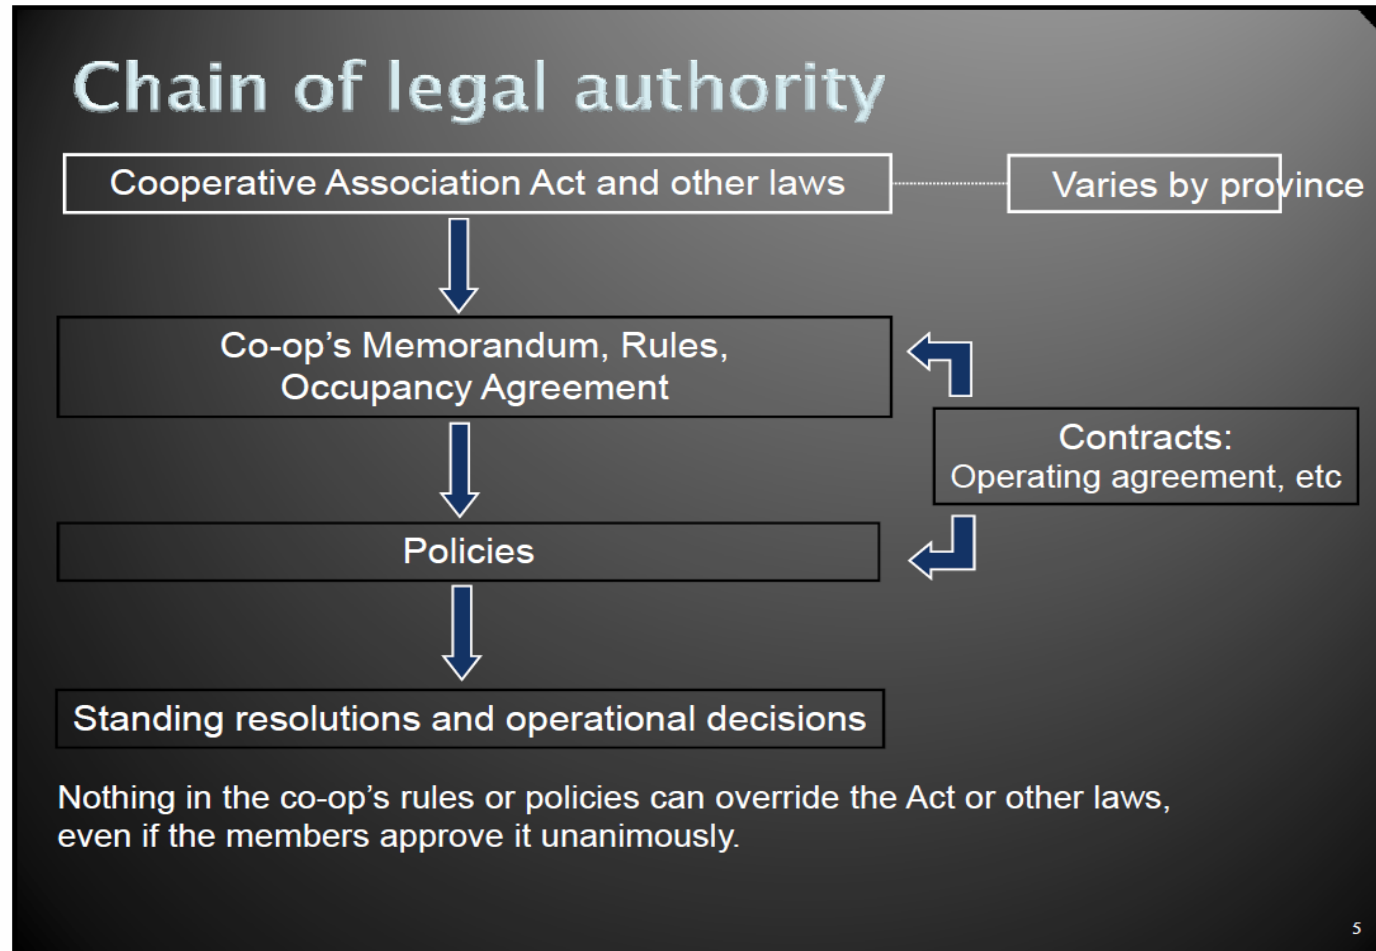 Chain of legal authority
Cooperative Association Act and other laws
Varies by province
Co-op’s Memorandum, Rules,
Occupancy Agreement
Contracts:
Operating agreement, etc
Policies
Standing resolutions and operational decisions
Nothing in the co-op’s rules or policies can override the Act or other laws,
even if the members approve it unanimously.
5